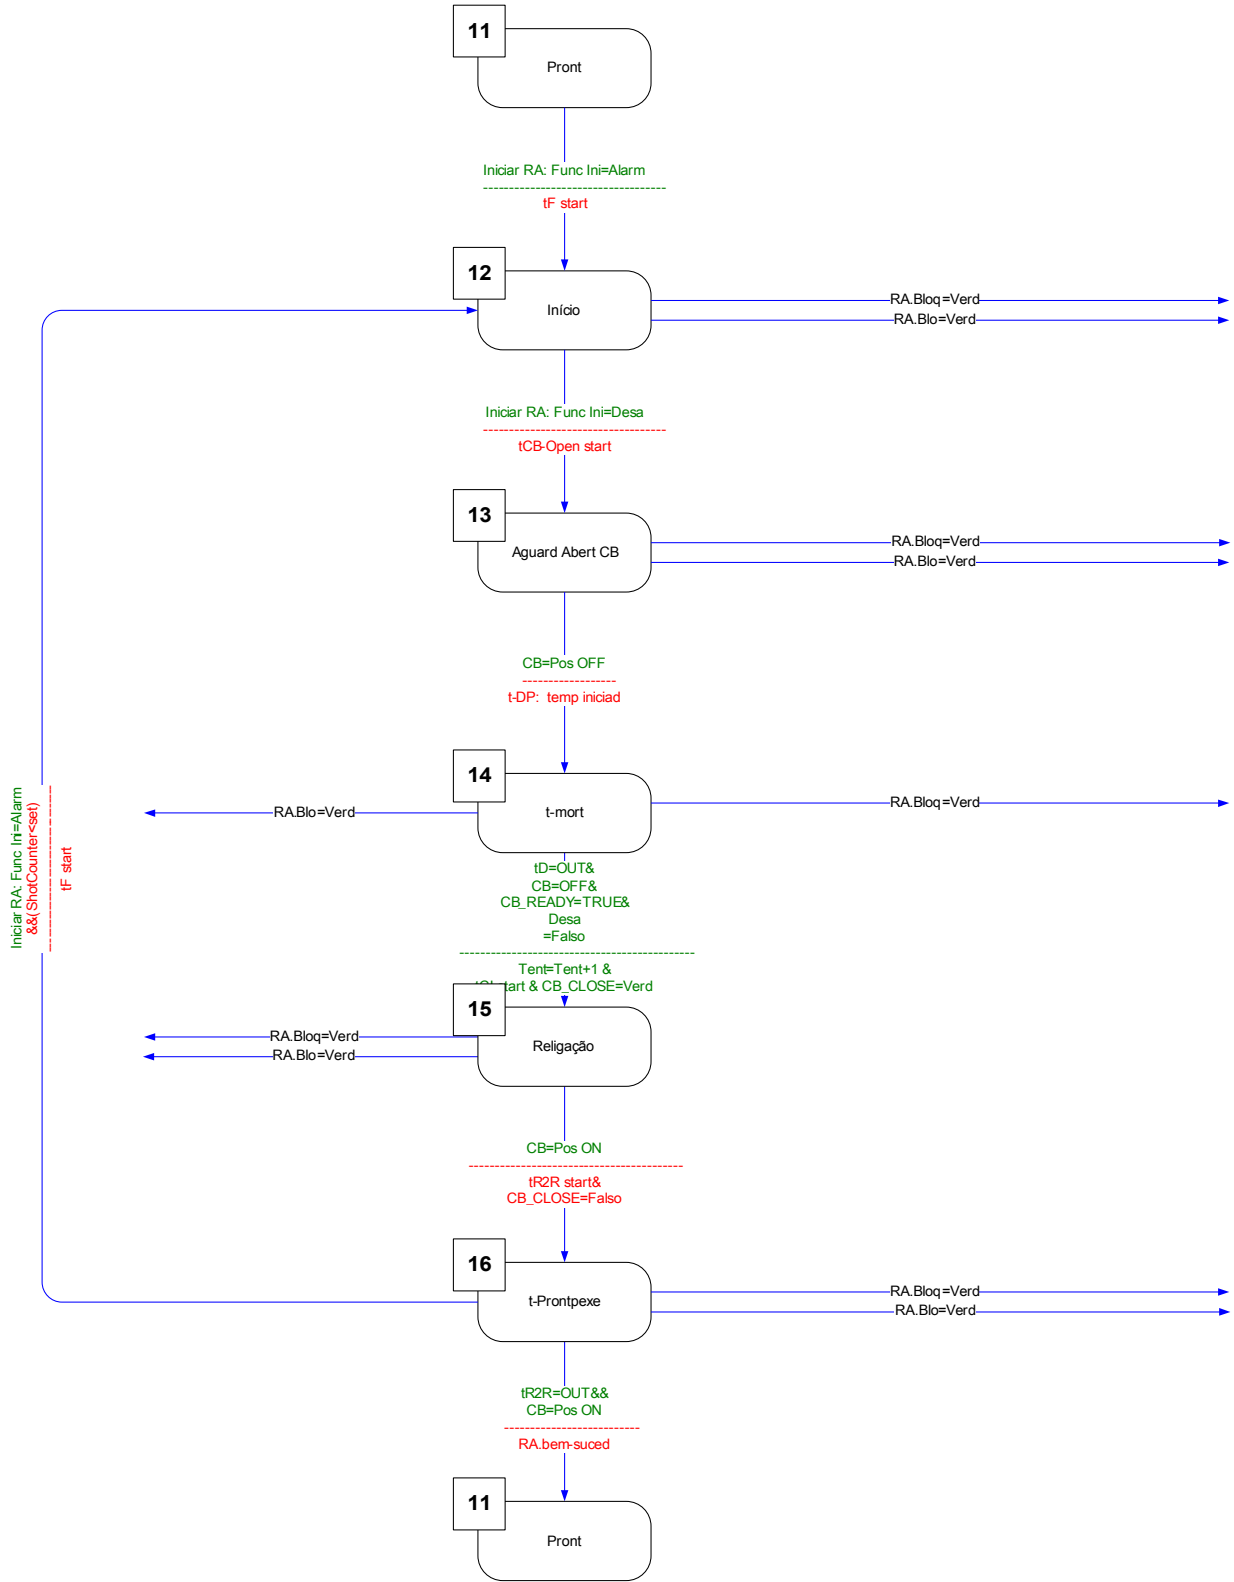 11
Pront
Iniciar RA: Func Ini=Alarm
tF start
12
Início
RA.Bloq=Verd
RA.Blo=Verd
Iniciar RA: Func Ini=Desa
tCB-Open start
13
Aguard Abert CB
RA.Bloq=Verd
RA.Blo=Verd
CB=Pos OFF
t-DP: temp iniciad
14
t-mort
RA.Blo=Verd
RA.Bloq=Verd
Iniciar RA: Func Ini=Alarm
&&(ShotCounter<set)
tF start
tD=OUT&
CB=OFF&
CB_READY=TRUE&
Desa
=Falso
Tent=Tent+1 &
start & CB_CLOSE=Verd
15
Religação
RA.Bloq=Verd
RA.Blo=Verd
CB=Pos ON
tR2R start&
CB_CLOSE=Falso
16
t-Prontpexe
RA.Bloq=Verd
RA.Blo=Verd
tR2R=OUT&&
CB=Pos ON
RA.bem-suced
11
Pront